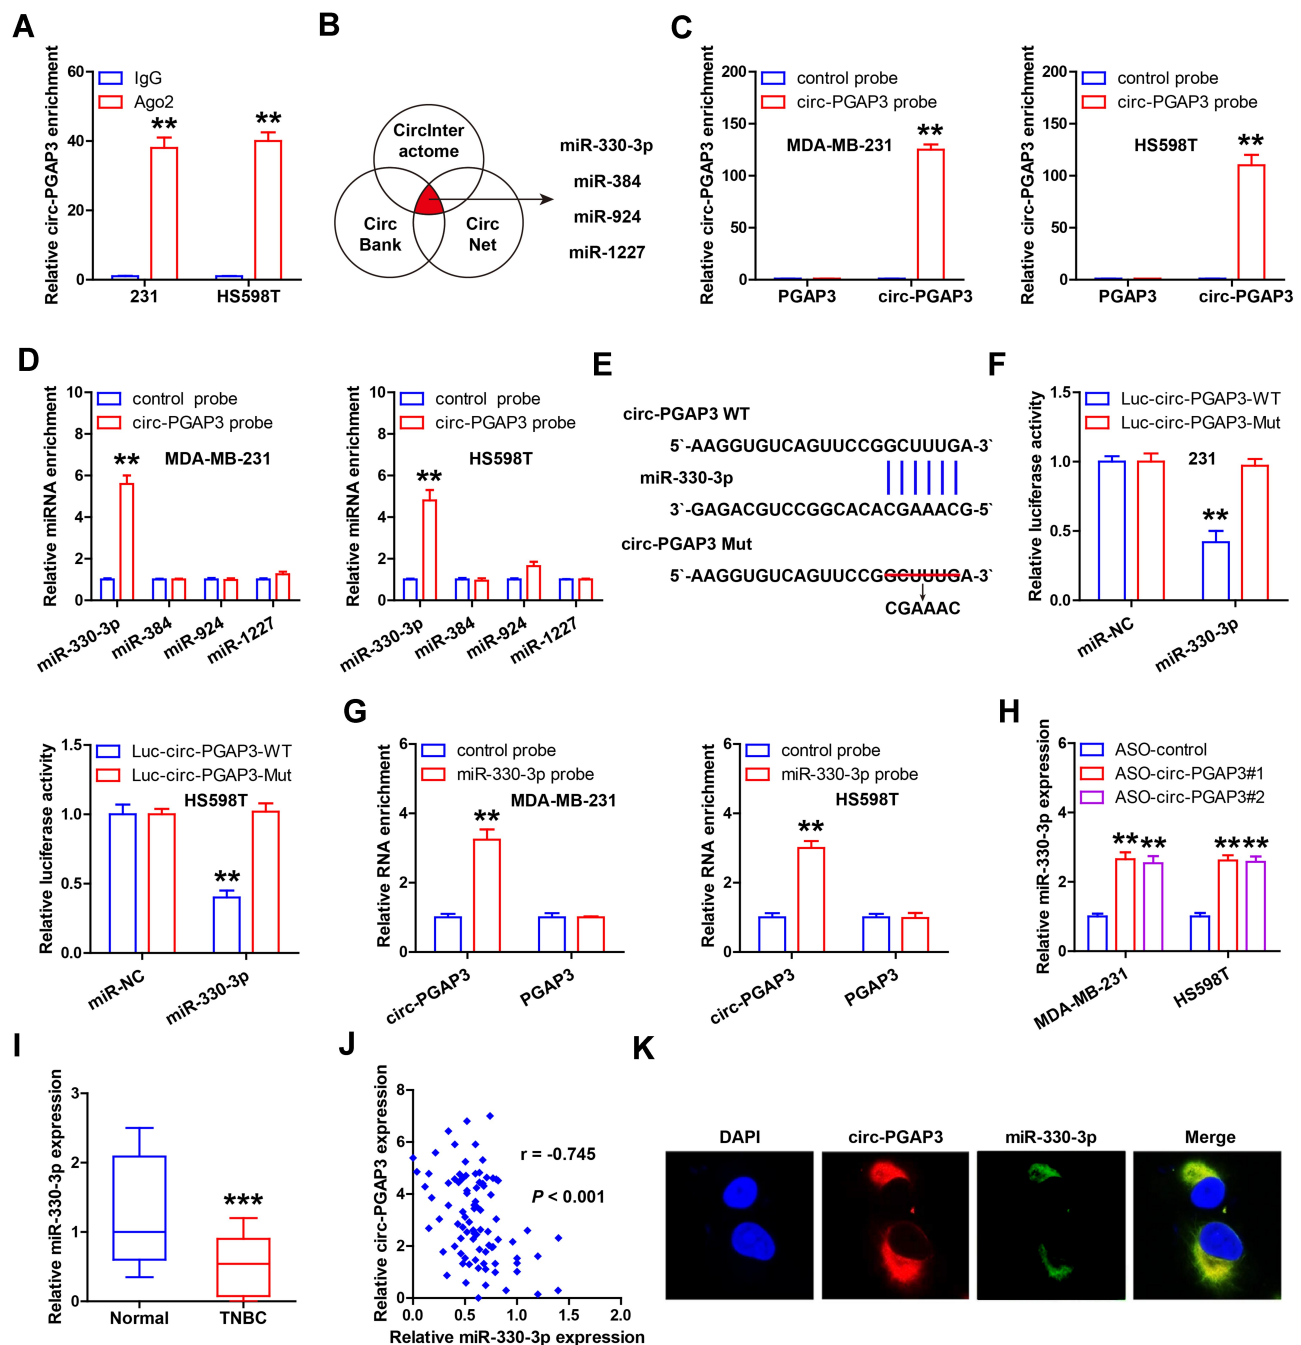 A
Relative circ-PGAP3 enrichment
60
40
20
0
IgG
Ago2
**
**
231
HS598T
B
CircInter
actome
Circ
Bank
Circ
Net
miR-330-3p
miR-384
miR-924
miR-1227
C
Relative circ-PGAP3 enrichment
200
150
100
50
0
control probe
circ-PGAP3 probe
MDA-MB-231
**
PGAP3
circ-PGAP3
Relative circ-PGAP3 enrichment
200
150
100
50
0
control probe
circ-PGAP3 probe
HS598T
**
PGAP3
circ-PGAP3
D
Relative miRNA enrichment
10
8
6
4
2
0
control probe
circ-PGAP3 probe
MDA-MB-231
**
miR-330-3p
miR-384
miR-924
miR-1227
Relative miRNA enrichment
10
8
6
4
2
0
control probe
circ-PGAP3 probe
HS598T
**
miR-330-3p
miR-384
miR-924
miR-1227
E
circ-PGAP3 WT
5`-AAGGUGUCAGUUCCGGCUUUGA-3`
miR-330-3p
3`-GAGACGUCCGGCACACGAAACG-5`
circ-PGAP3 Mut
5`-AAGGUGUCAGUUCCGGCUUUGA-3`
CGAAAC
F
Relative luciferase activity
1.5
1.0
0.5
0.0
Luc-circ-PGAP3-WT
Luc-circ-PGAP3-Mut
231
**
miR-NC
miR-330-3p
Relative luciferase activity
1.5
1.0
0.5
0.0
Luc-circ-PGAP3-WT
Luc-circ-PGAP3-Mut
HS598T
**
miR-NC
miR-330-3p
G
Relative RNA enrichment
6
4
2
0
control probe
miR-330-3p probe
MDA-MB-231
**
circ-PGAP3
PGAP3
Relative RNA enrichment
6
4
2
0
control probe
miR-330-3p probe
HS598T
**
circ-PGAP3
PGAP3
H
Relative miR-330-3p expression
6
4
2
0
ASO-control
ASO-circ-PGAP3#1
ASO-circ-PGAP3#2
** **
** **
MDA-MB-231
HS598T
I
Relative miR-330-3p expression
3
2
1
0
***
Normal
TNBC
J
Relative circ-PGAP3 expression
8
6
4
2
0
r = -0.745
P < 0.001
0.0
0.5
1.0
1.5
2.0
Relative miR-330-3p expression
K
DAPI
circ-PGAP3
miR-330-3p
Merge